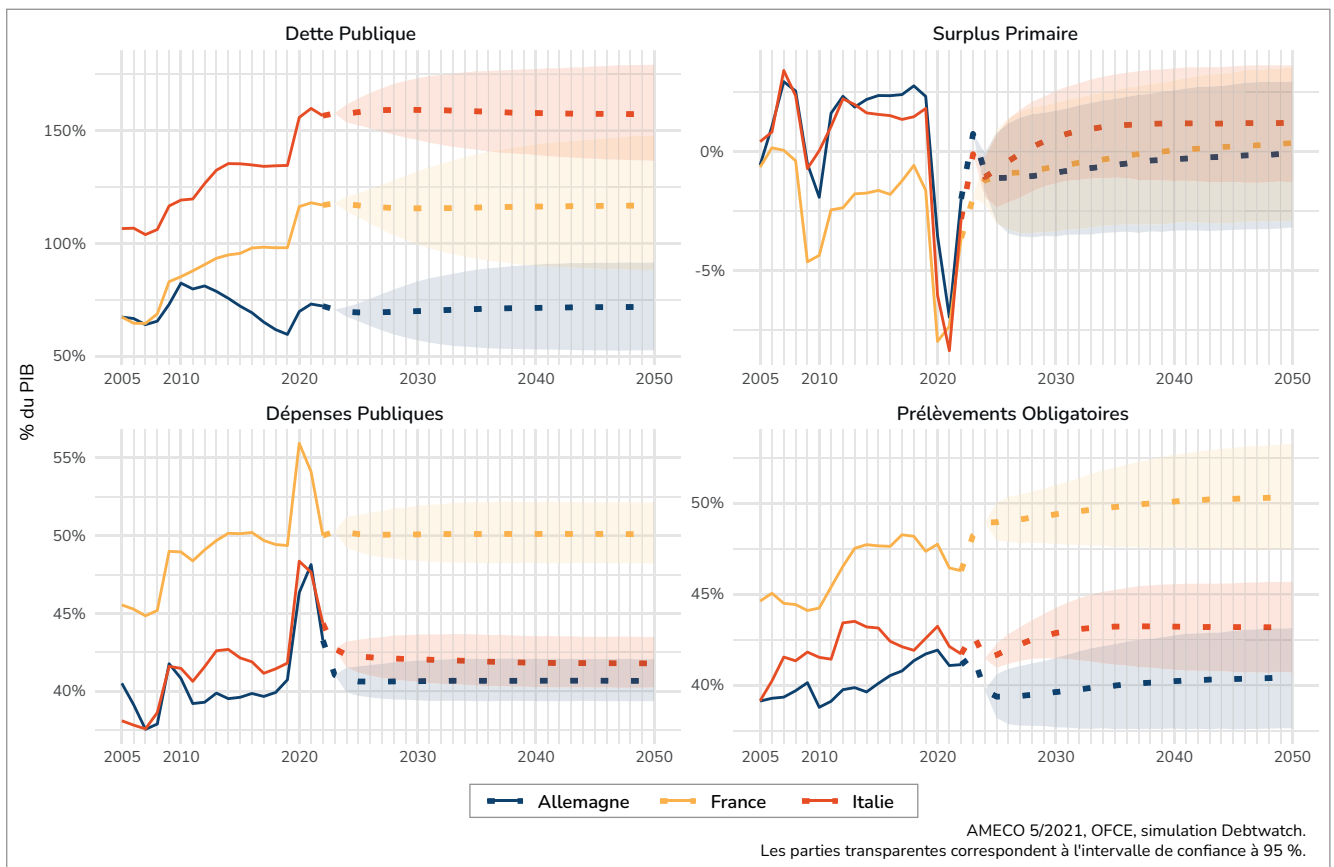 Dette Publique
Surplus Primaire
% du PIB
150%
100%
50%
2005 2010 2020 2030 2040 2050
0%
-5%
2005 2010 2020 2030 2040 2050
Dépenses Publiques
Prélèvements Obligatoires
55%
50%
45%
40%
2005 2010 2020 2030 2040 2050
50%
45%
40%
2005 2010 2020 2030 2040 2050
Allemagne France Italie
AMECO 5/2021, OFCE, simulation Debtwatch.
Les parties transparentes correspondent à l'intervalle de confiance à 95 %.